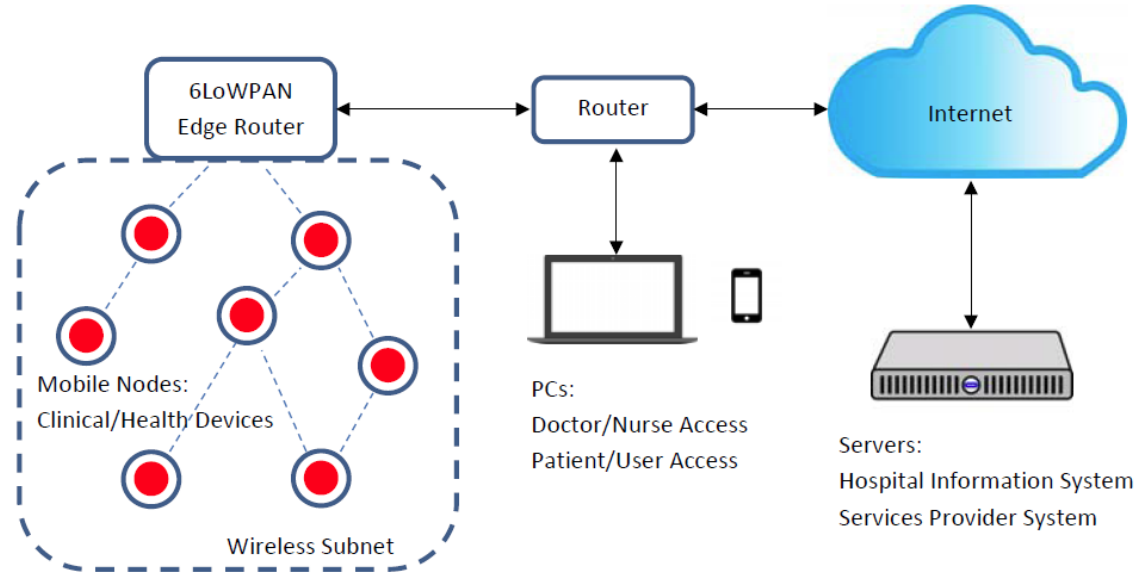 6LoWPAN
Edge Router
Router
Internet
Mobile Nodes:
Clinical/Health Devices
Wireless Subnet
PCs:
Doctor/Nurse Access
Patient/User Access
Servers:
Hospital Information System
Services Provider System